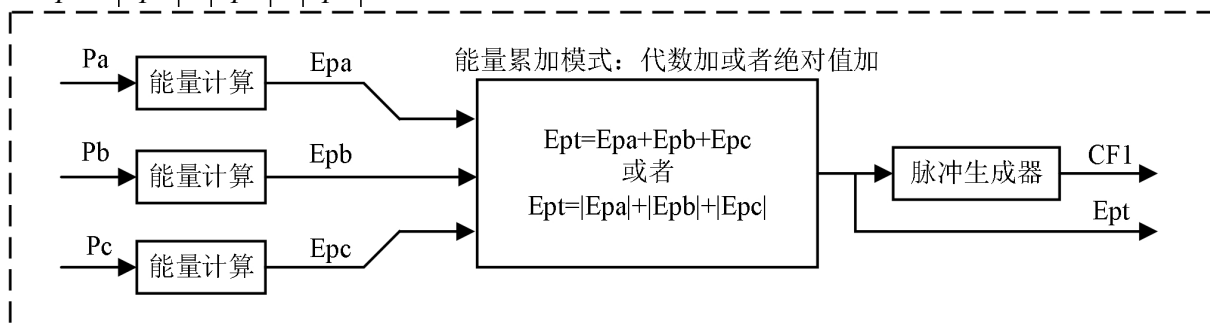 Pa
能量计算
Epa
能量累加模式：代数加或者绝对值加
Pb
能量计算
Epb
Ept=Epa+Epb+Epc
或者
Ept=|Epa|+|Epb|+|Epc|
脉冲生成器
CF1
Ept
Pc
能量计算
Epc